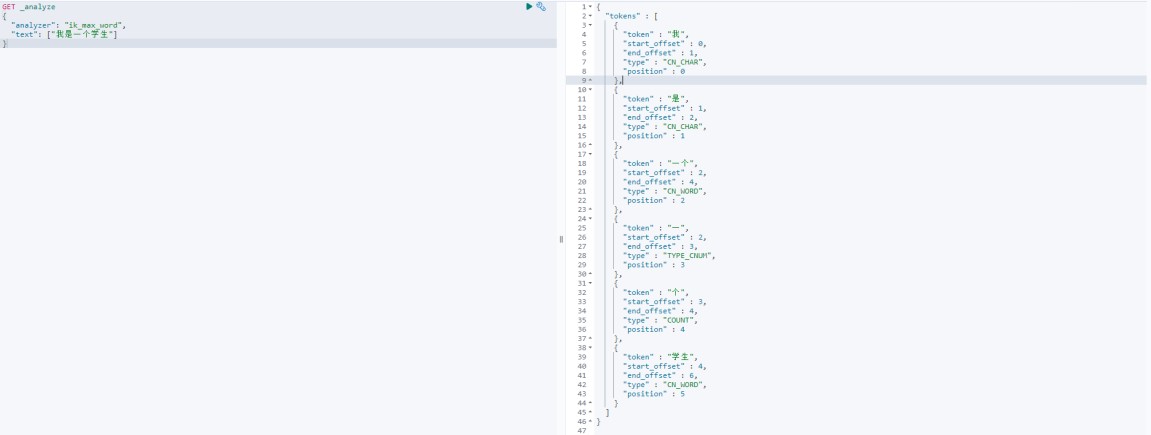 GET _analyze
{
  "analyzer": "ik_max_word",
  "text": ["我是一个学生"]
}
1 {
2   "tokens" : [
3     {
4       "token" : "我",
5       "start_offset" : 0,
6       "end_offset" : 1,
7       "type" : "CN_CHAR",
8       "position" : 0
9     },
10     {
11       "token" : "是",
12       "start_offset" : 1,
13       "end_offset" : 2,
14       "type" : "CN_CHAR",
15       "position" : 1
16     },
17     {
18       "token" : "一个",
19       "start_offset" : 2,
20       "end_offset" : 4,
21       "type" : "CN_WORD",
22       "position" : 2
23     },
24     {
25       "token" : "一",
26       "start_offset" : 2,
27       "end_offset" : 3,
28       "type" : "TYPE_CNUM",
29       "position" : 3
30     },
31     {
32       "token" : "个",
33       "start_offset" : 3,
34       "end_offset" : 4,
35       "type" : "COUNT",
36       "position" : 4
37     },
38     {
39       "token" : "学生",
40       "start_offset" : 4,
41       "end_offset" : 6,
42       "type" : "CN_WORD",
43       "position" : 5
44     }
45   ]
46 }
47